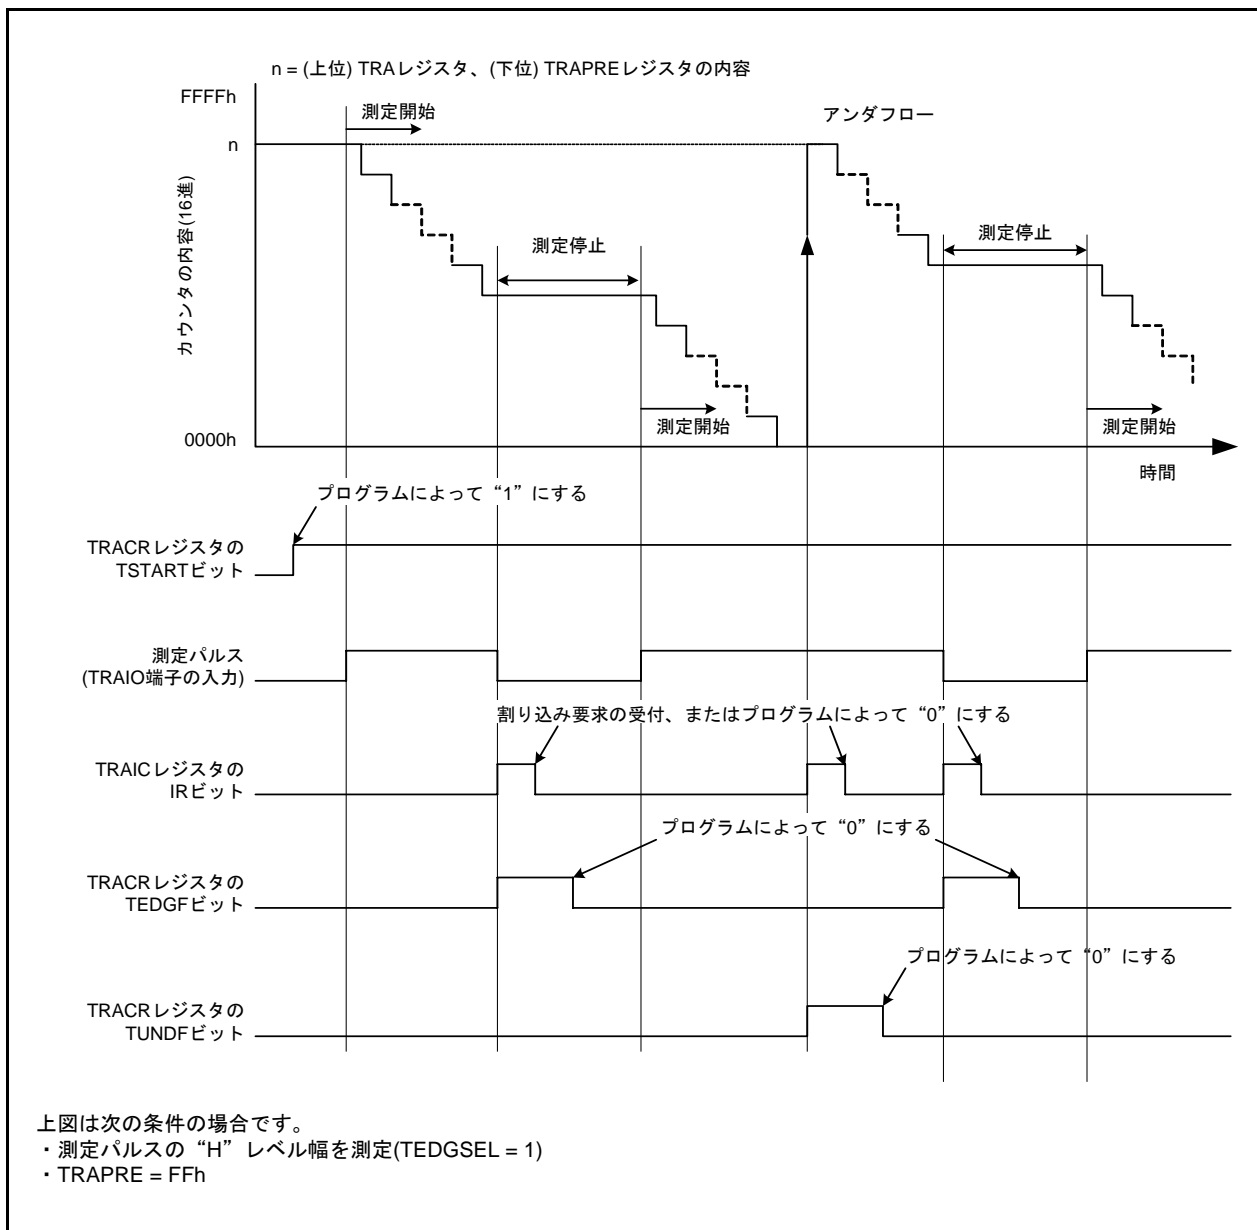 n = (上位) TRAレジスタ、(下位) TRAPREレジスタの内容
FFFFh
測定開始
アンダフロー
n
カウンタの内容(16進)
測定停止
測定停止
0000h
測定開始
測定開始
時間
プログラムによって“1”にする
TRACRレジスタの
TSTARTビット
測定パルス
(TRAIO端子の入力)
割り込み要求の受付、またはプログラムによって“0”にする
TRAICレジスタの
IRビット
プログラムによって“0”にする
TRACRレジスタの
TEDGFビット
プログラムによって“0”にする
TRACRレジスタの
TUNDFビット
上図は次の条件の場合です。
・測定パルスの“H”レベル幅を測定(TEDGSEL = 1)
・TRAPRE = FFh